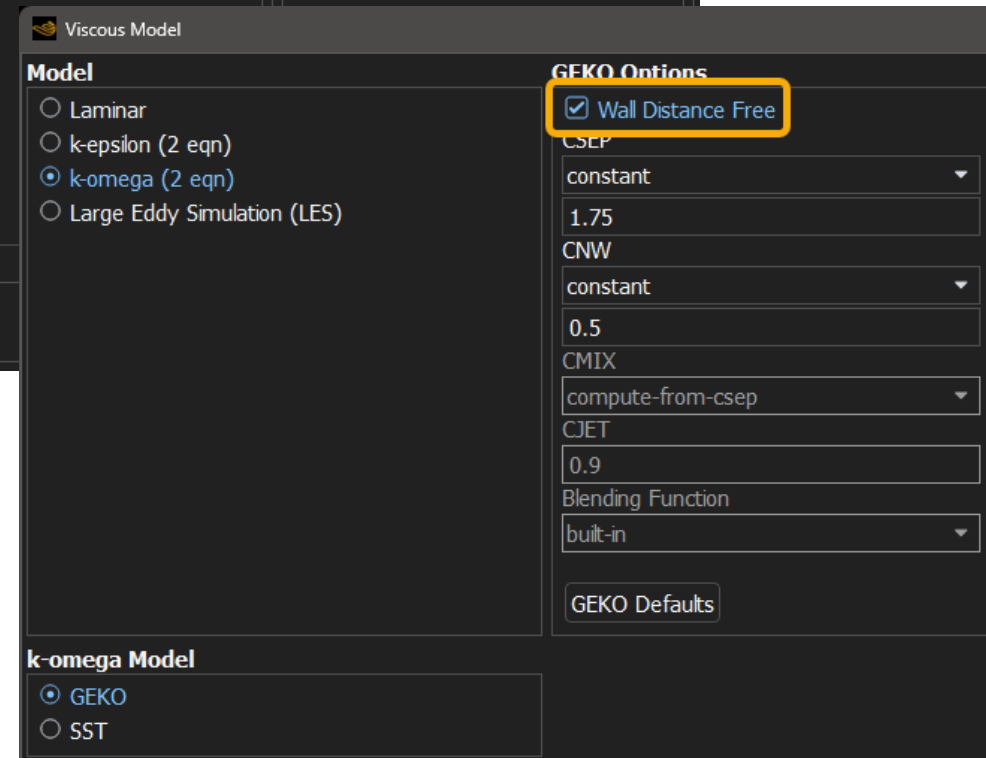 Viscous Model
Model
Laminar
k-epsilon (2 eqn)
k-omega (2 eqn)
Large Eddy Simulation (LES)
GEKO Options
Wall Distance Free
CSEP
constant
1.75
CNW
constant
0.5
CMIX
compute-from-csep
CJET
0.9
Blending Function
built-in
GEKO Defaults
k-omega Model
GEKO
SST